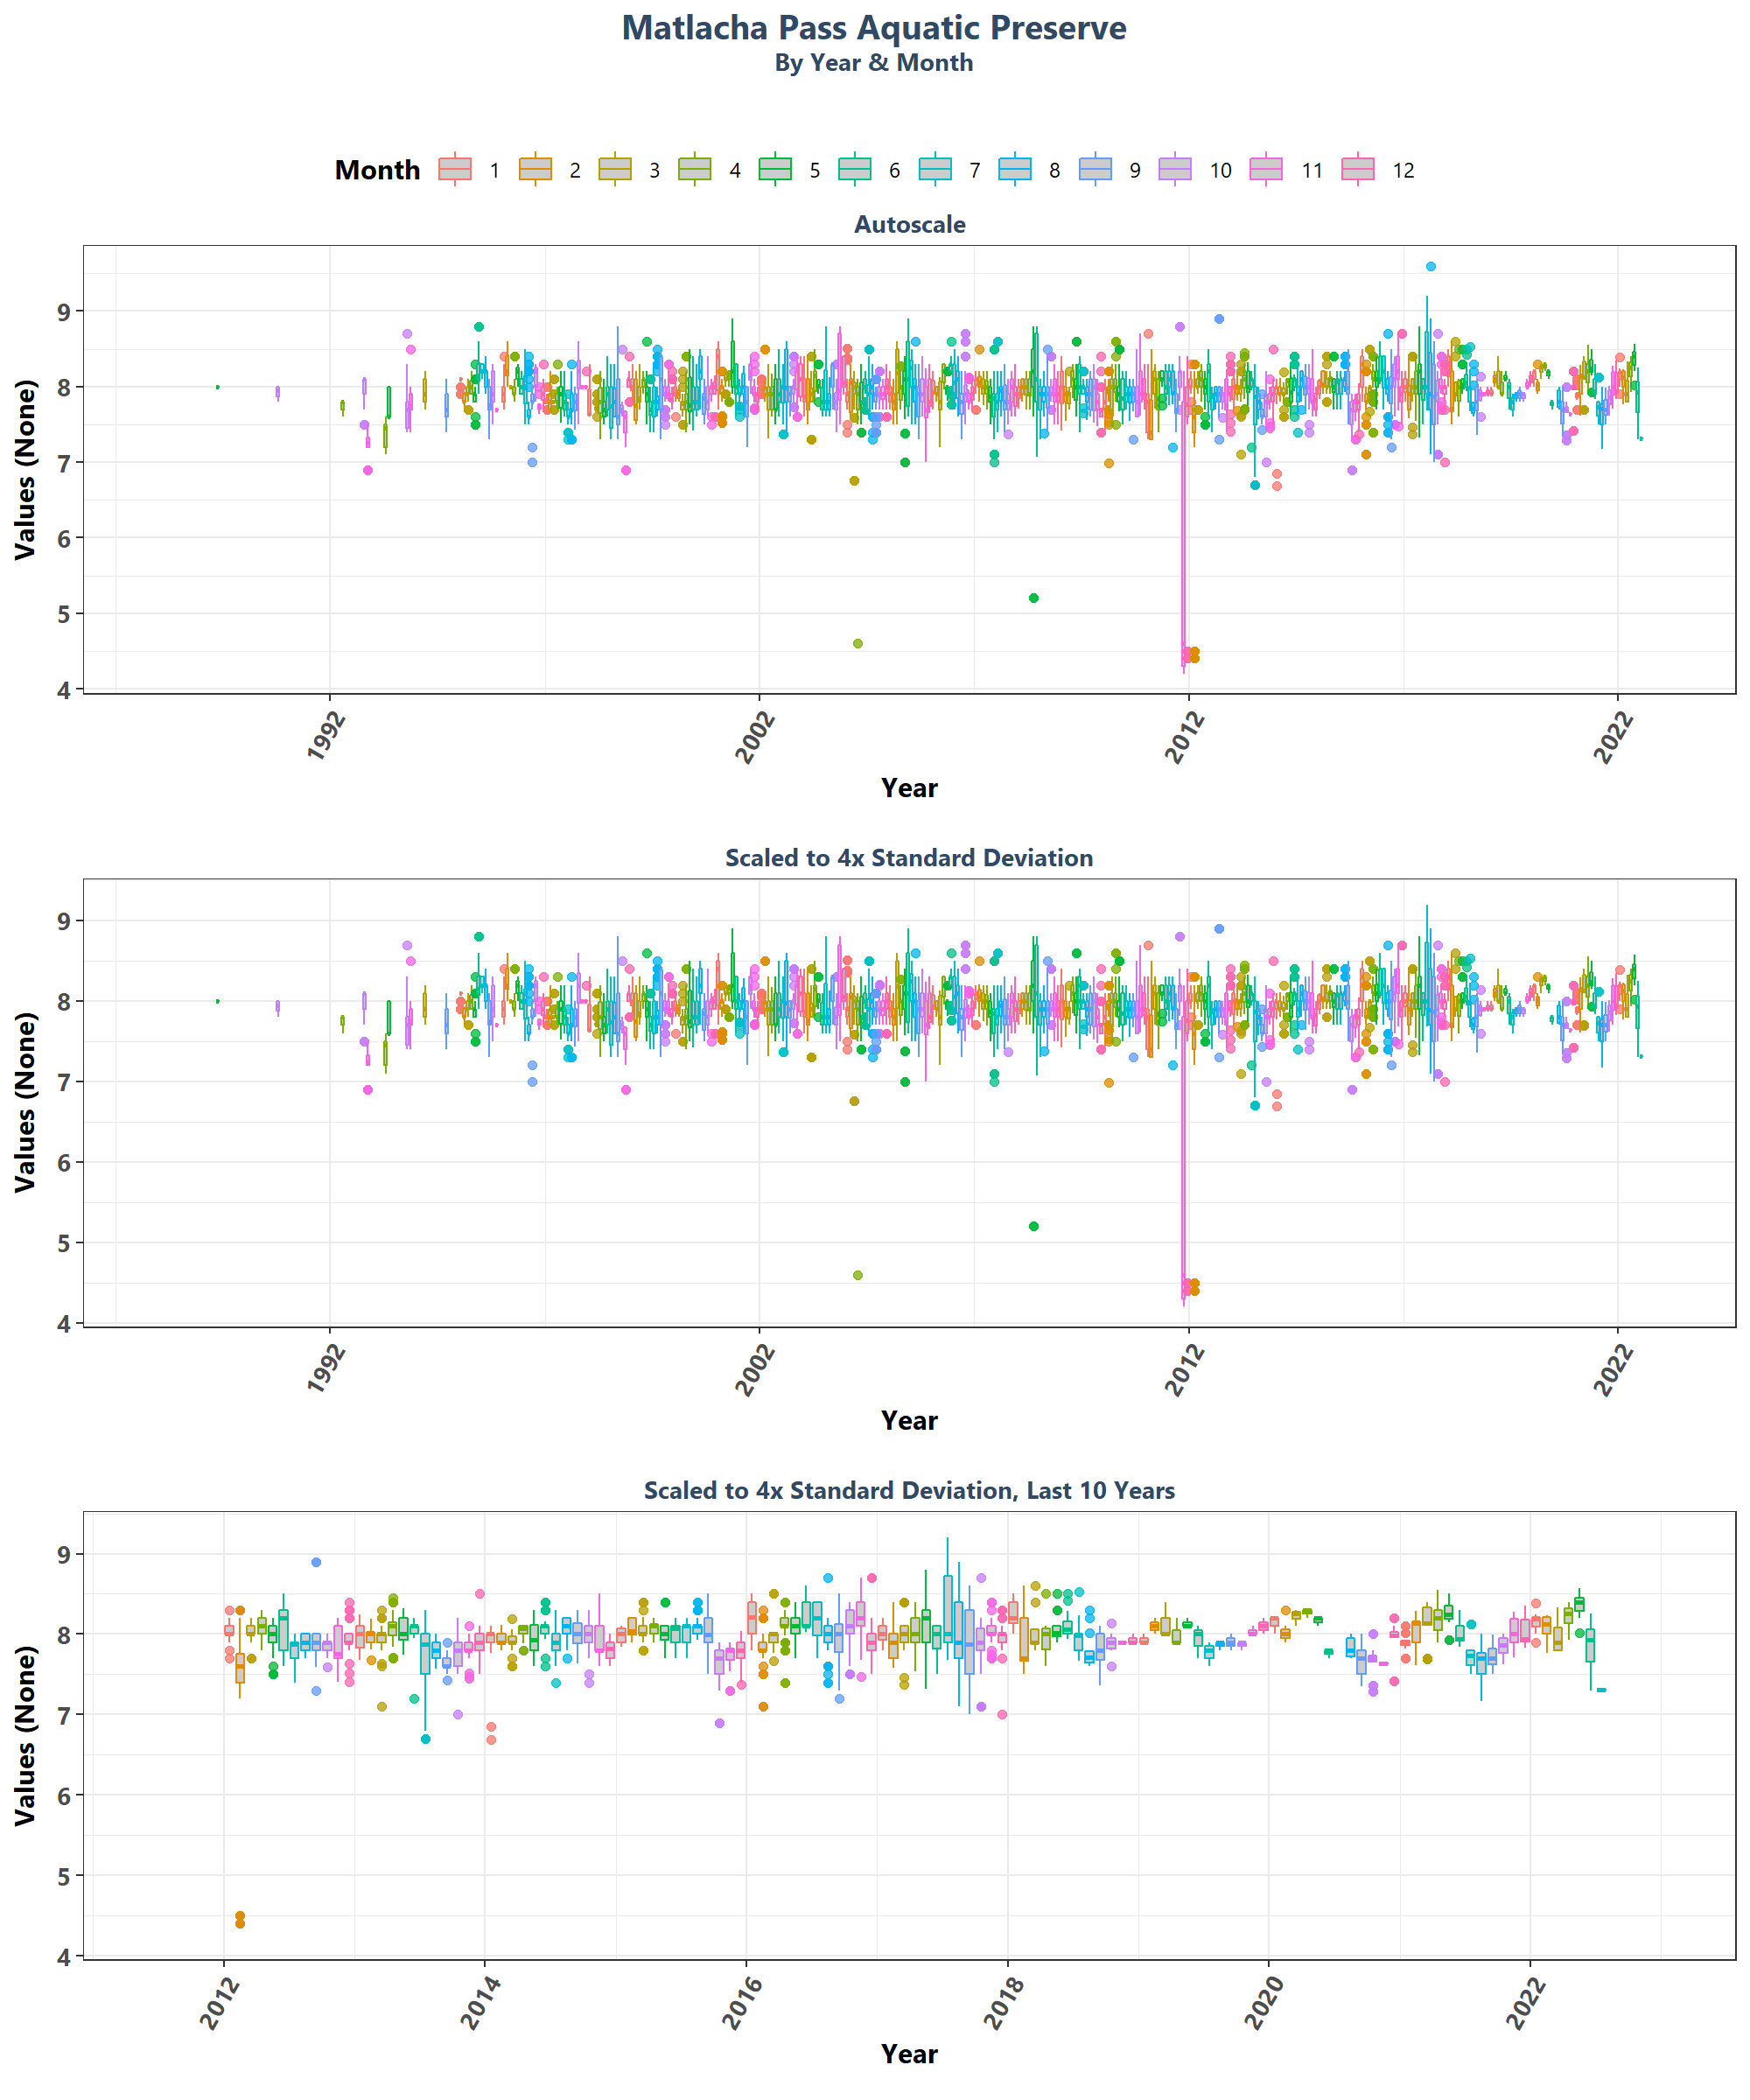 Matlacha Pass Aquatic Preserve
By Year & Month
Month 1 2 3 4 5 6 7 8 9 10 11 12
Autoscale
Values (None)
9
8
7
6
5
4
1992 2002 2012 2022
Year
Scaled to 4x Standard Deviation
Values (None)
9
8
7
6
5
4
1992 2002 2012 2022
Year
Scaled to 4x Standard Deviation, Last 10 Years
Values (None)
9
8
7
6
5
4
2012 2014 2016 2018 2020 2022
Year